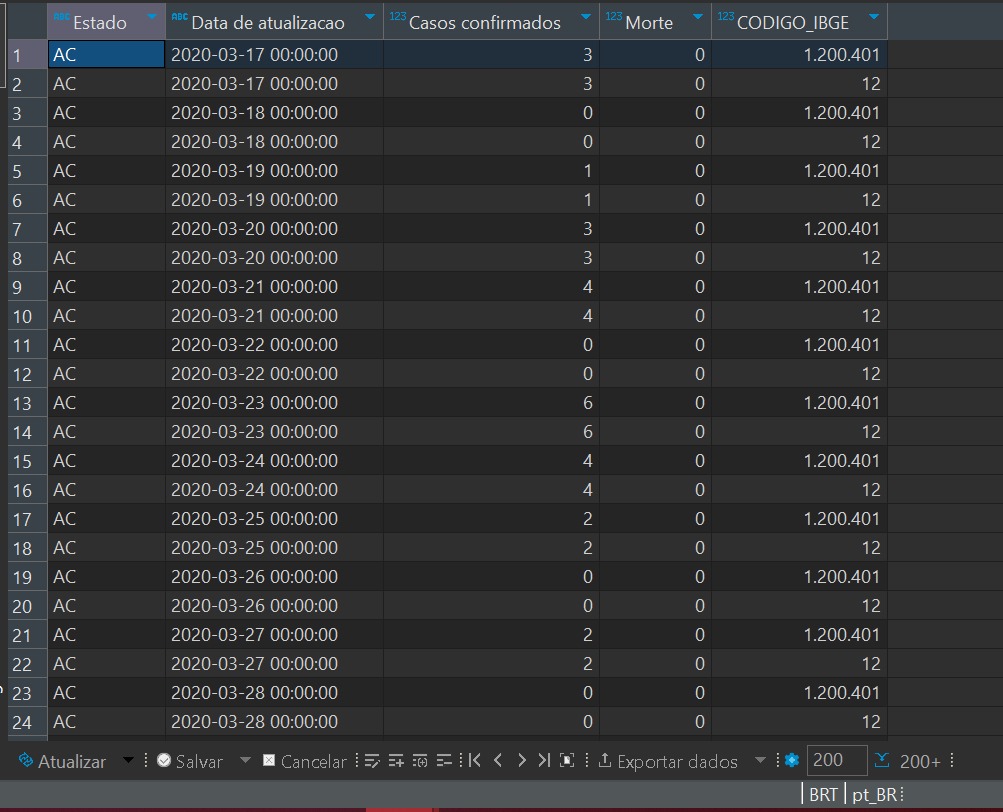 ABC Estado ABC Data de atualizacao 123 Casos confirmados 123 Morte 123 CODIGO_IBGE
1 AC 2020-03-17 00:00:00 3 0 1.200.401
2 AC 2020-03-17 00:00:00 3 0 12
3 AC 2020-03-18 00:00:00 0 0 1.200.401
4 AC 2020-03-18 00:00:00 0 0 12
5 AC 2020-03-19 00:00:00 1 0 1.200.401
6 AC 2020-03-19 00:00:00 1 0 12
7 AC 2020-03-20 00:00:00 3 0 1.200.401
8 AC 2020-03-20 00:00:00 3 0 12
9 AC 2020-03-21 00:00:00 4 0 1.200.401
10 AC 2020-03-21 00:00:00 4 0 12
11 AC 2020-03-22 00:00:00 0 0 1.200.401
12 AC 2020-03-22 00:00:00 0 0 12
13 AC 2020-03-23 00:00:00 6 0 1.200.401
14 AC 2020-03-23 00:00:00 6 0 12
15 AC 2020-03-24 00:00:00 4 0 1.200.401
16 AC 2020-03-24 00:00:00 4 0 12
17 AC 2020-03-25 00:00:00 2 0 1.200.401
18 AC 2020-03-25 00:00:00 2 0 12
19 AC 2020-03-26 00:00:00 0 0 1.200.401
20 AC 2020-03-26 00:00:00 0 0 12
21 AC 2020-03-27 00:00:00 2 0 1.200.401
22 AC 2020-03-27 00:00:00 2 0 12
23 AC 2020-03-28 00:00:00 0 0 1.200.401
24 AC 2020-03-28 00:00:00 0 0 12
Atualizar Salvar Cancelar Exportar dados 200 200+
BRT pt_BR